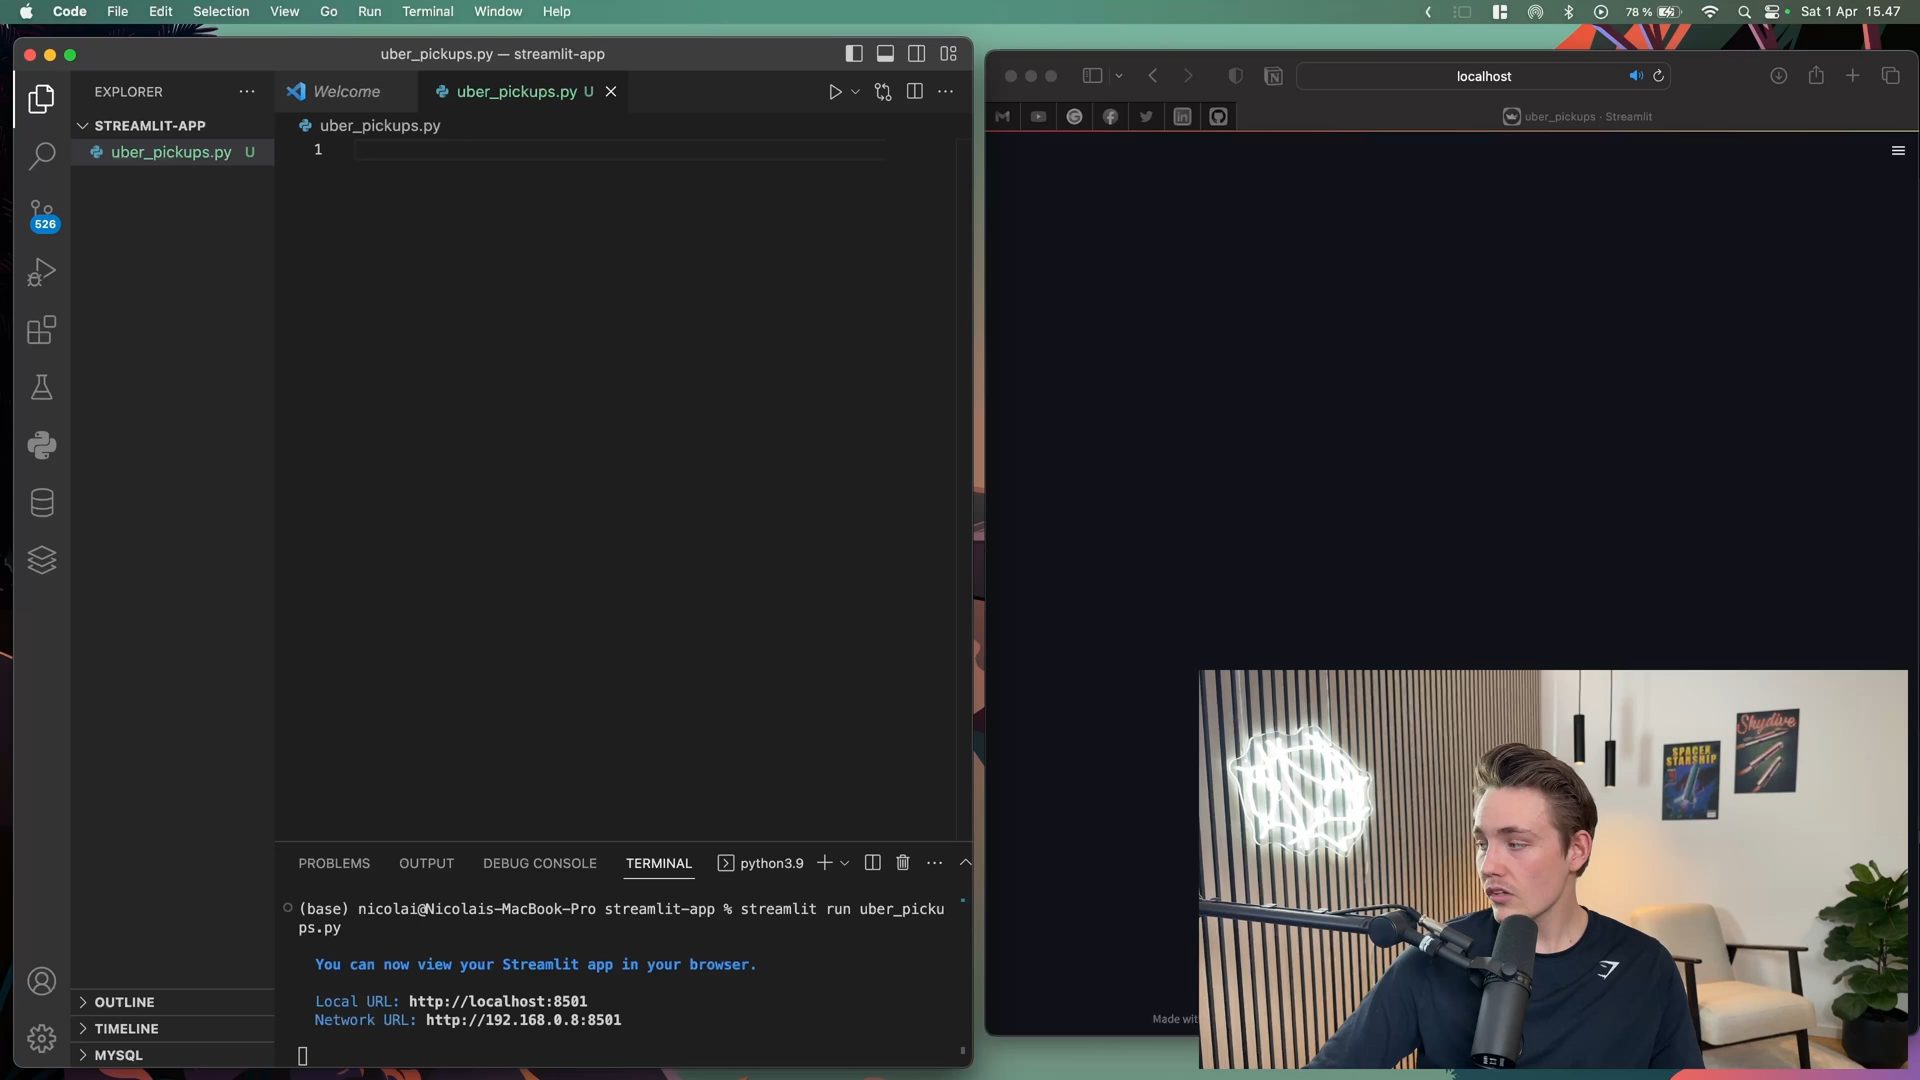 Code File Edit Selection View Go Run Terminal Window Help
78 % Sat 1 Apr 15.47
uber_pickups.py — streamlit-app
EXPLORER
Welcome
uber_pickups.py U
STREAMLIT-APP
uber_pickups.py U
uber_pickups.py
1
526
PROBLEMS OUTPUT DEBUG CONSOLE TERMINAL python3.9
(base) nicolai@Nicolais-MacBook-Pro streamlit-app % streamlit run uber_picku
ps.py
You can now view your Streamlit app in your browser.
Local URL: http://localhost:8501
Network URL: http://192.168.0.8:8501
OUTLINE
TIMELINE
MYSQL
localhost
uber_pickups · Streamlit
Made wit
SPACEX
STARSHIP
Skydive